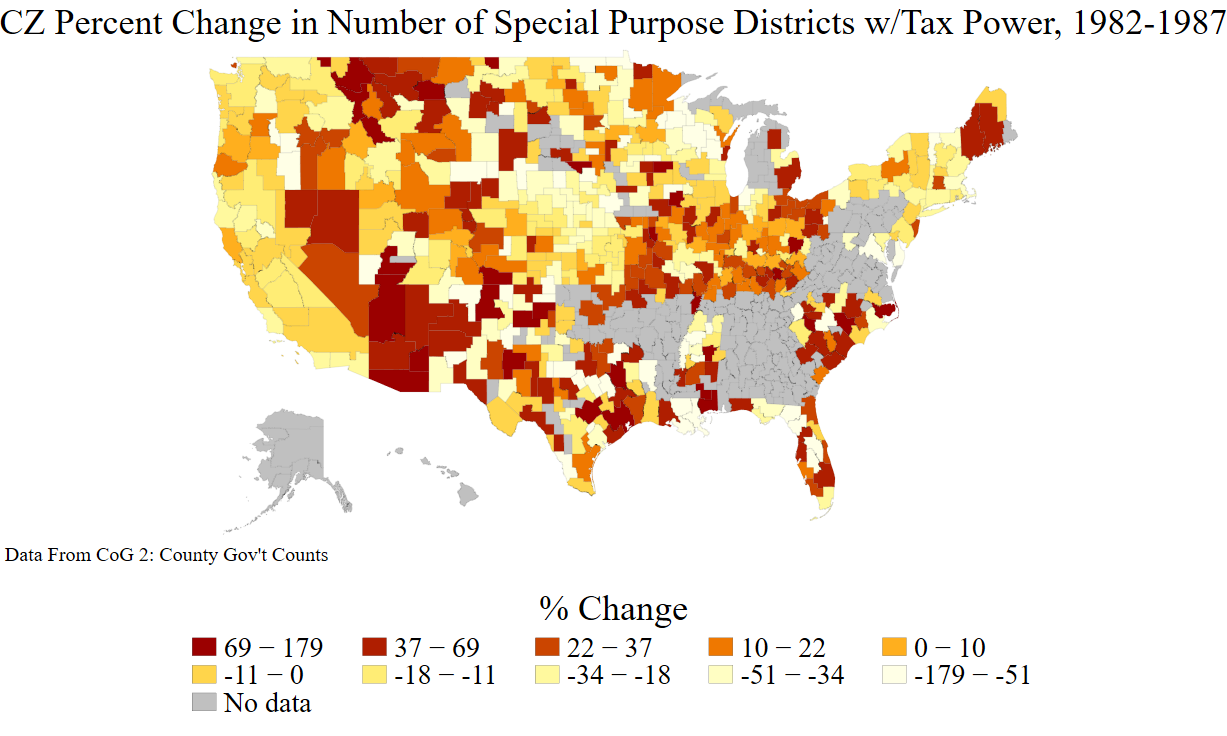 CZ Percent Change in Number of Special Purpose Districts w/Tax Power, 1982-1987
Data From CoG 2: County Gov't Counts
% Change
69 − 179 37 − 69 22 − 37 10 − 22 0 − 10
-11 − 0 -18 − -11 -34 − -18 -51 − -34 -179 − -51
No data